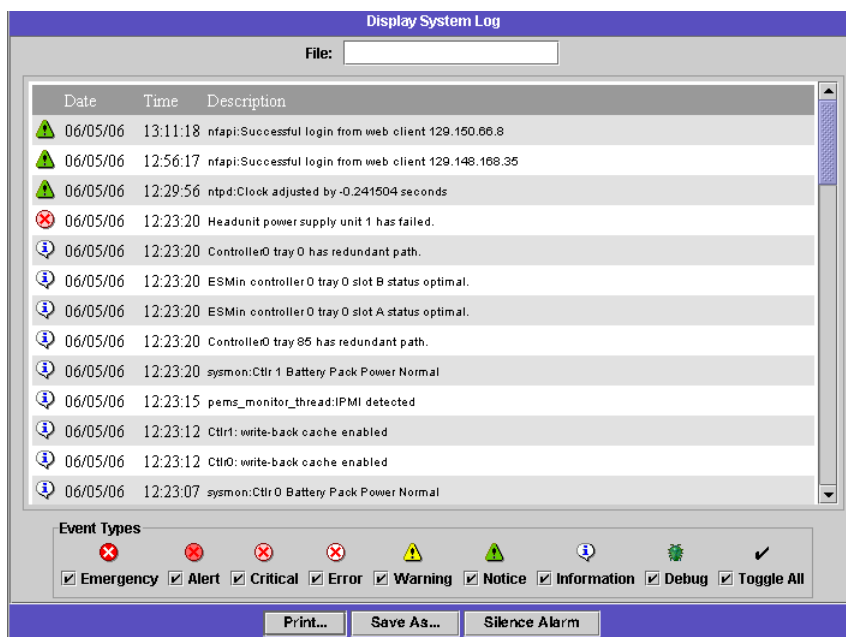 Display System Log
File:
Date Time Description
06/05/06 13:11:18 nfapi:Successful login from web client 129.150.66.8
06/05/06 12:56:17 nfapi:Successful login from web client 129.148.168.35
06/05/06 12:29:56 ntpd:Clock adjusted by -0.241504 seconds
06/05/06 12:23:20 Headunit power supply unit 1 has failed.
06/05/06 12:23:20 Controller0 tray 0 has redundant path.
06/05/06 12:23:20 ESMin controller 0 tray 0 slot B status optimal.
06/05/06 12:23:20 ESMin controller 0 tray 0 slot A status optimal.
06/05/06 12:23:20 Controller0 tray 85 has redundant path.
06/05/06 12:23:20 sysmon:Ctlr 1 Battery Pack Power Normal
06/05/06 12:23:15 pems_monitor_thread:IPMI detected
06/05/06 12:23:12 Ctlr1: write-back cache enabled
06/05/06 12:23:12 Ctlr0: write-back cache enabled
06/05/06 12:23:07 sysmon:Ctlr 0 Battery Pack Power Normal
Event Types
Emergency Alert Critical Error Warning Notice Information Debug Toggle All
Print... Save As... Silence Alarm